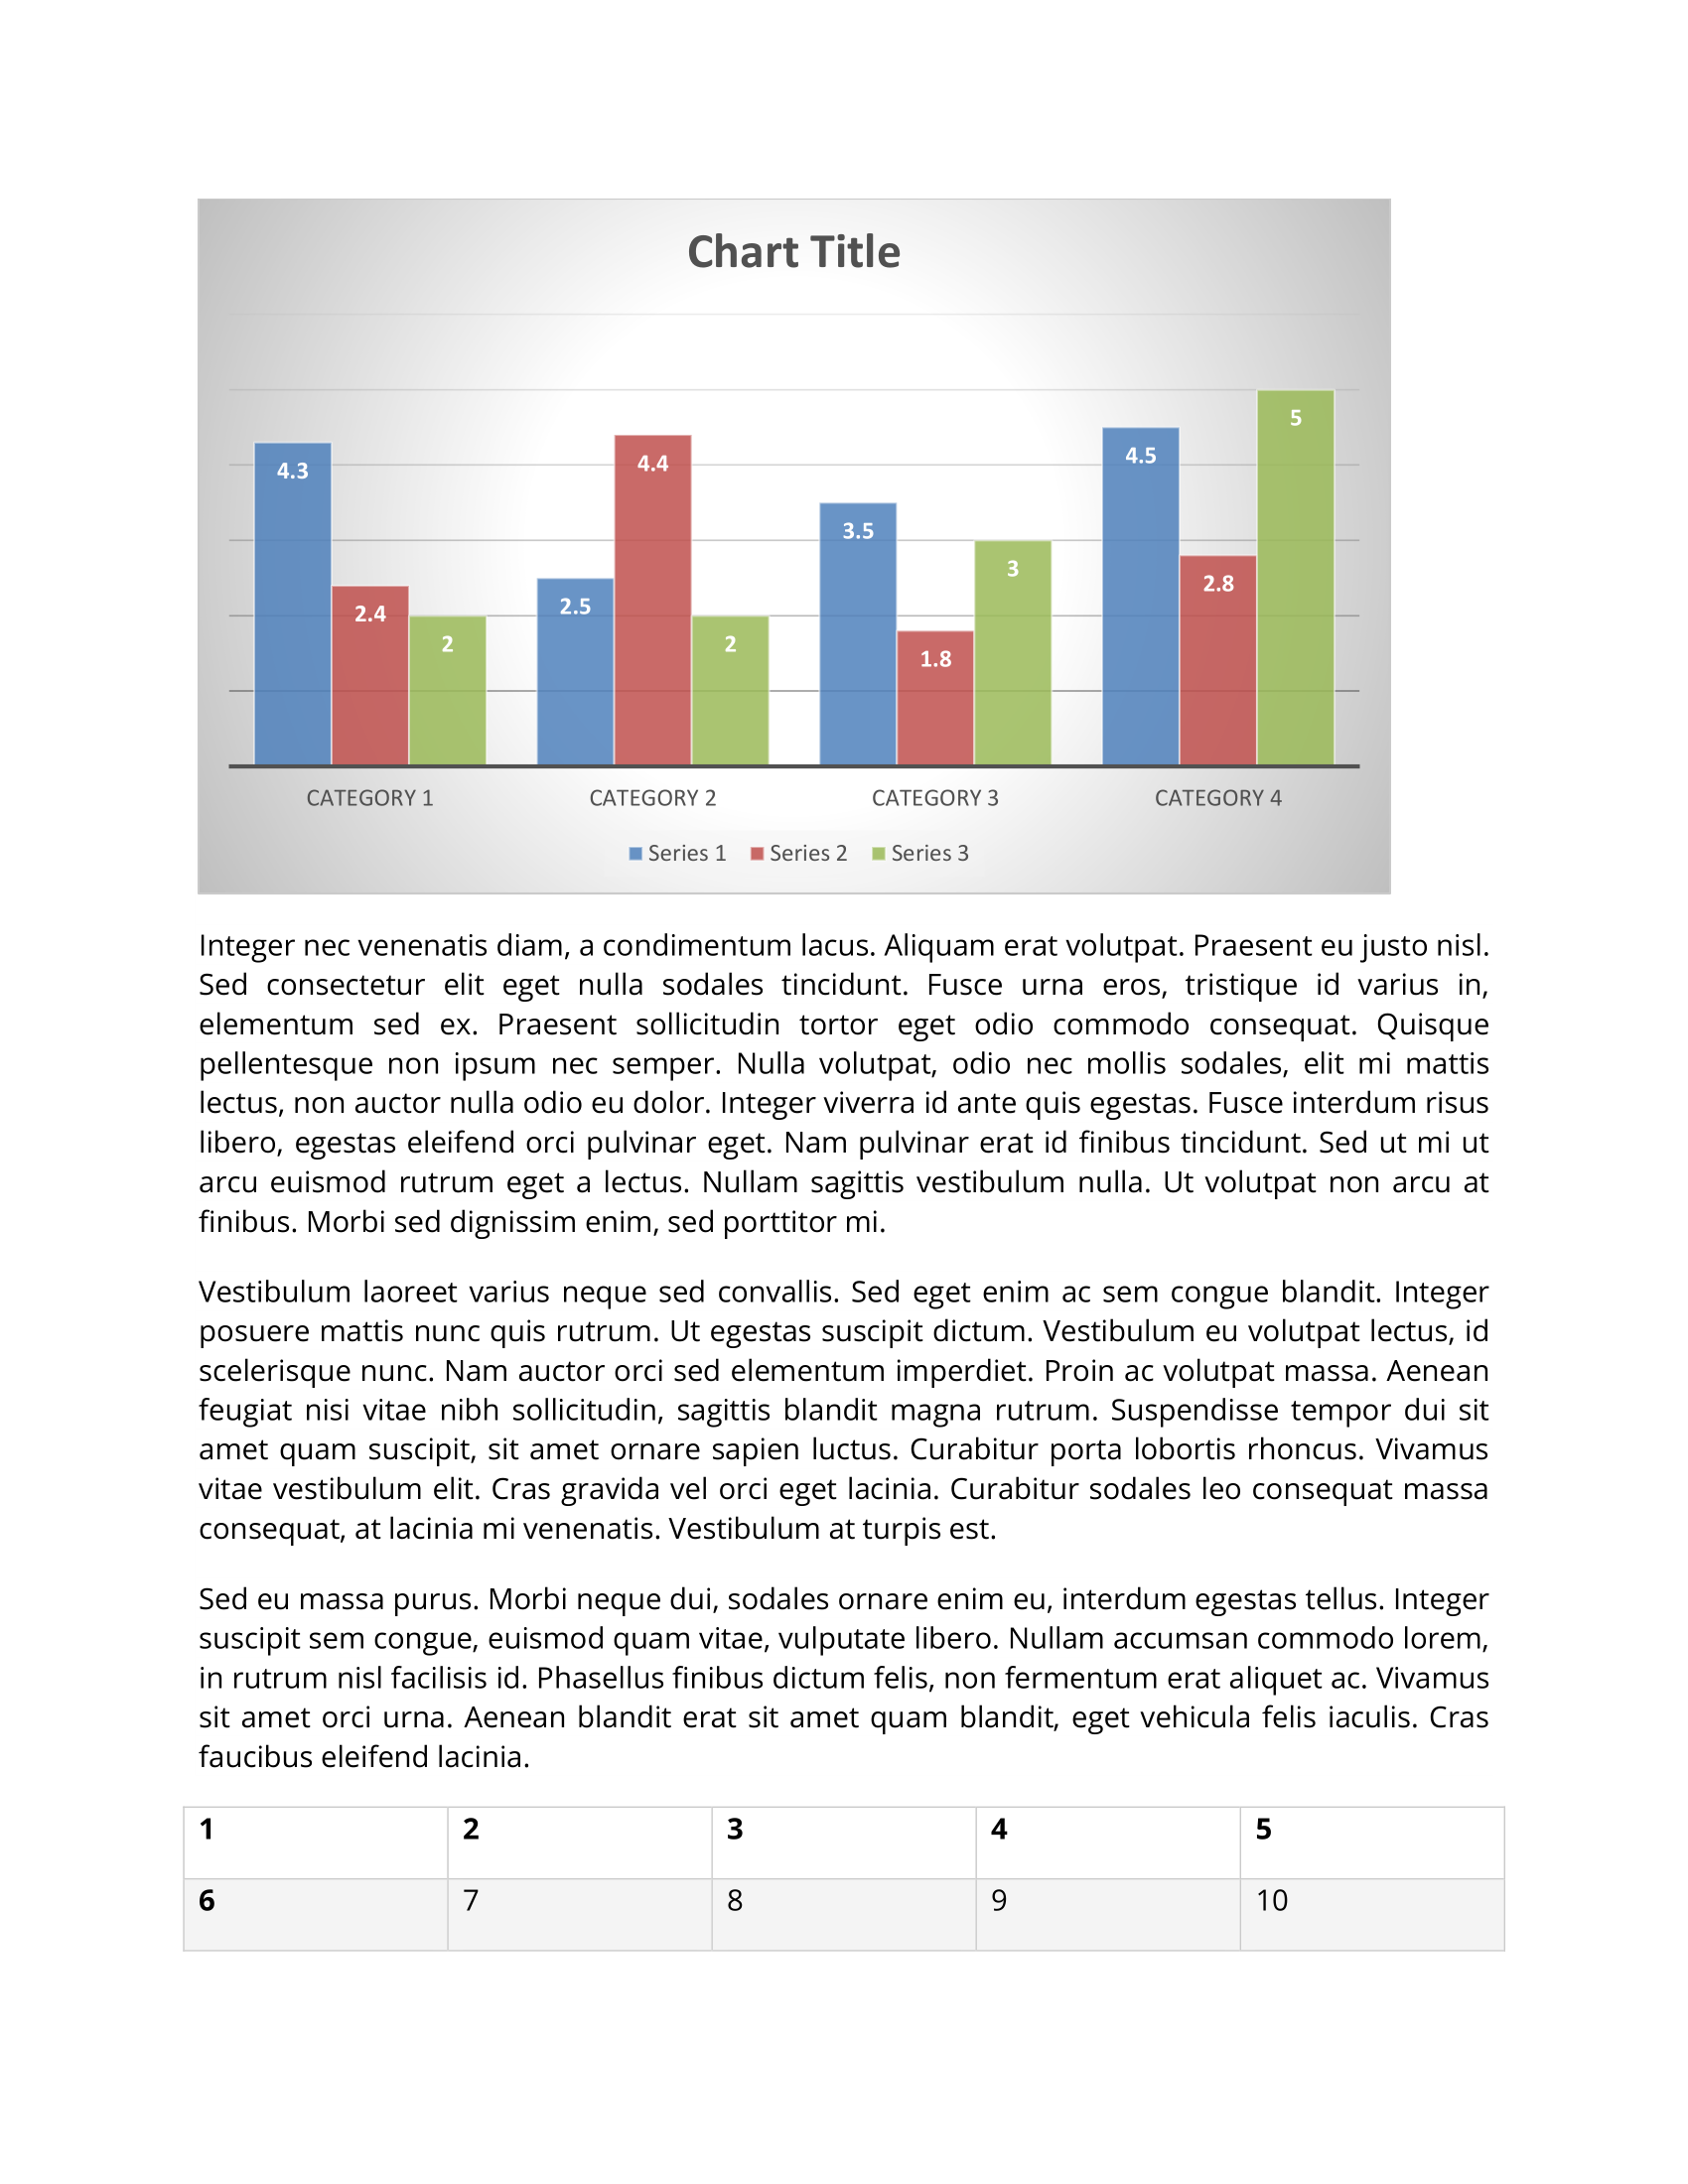 Chart Title
4.3
2.4
2
2.5
4.4
2
3.5
1.8
3
4.5
2.8
5
CATEGORY 1 CATEGORY 2 CATEGORY 3 CATEGORY 4
Series 1 Series 2 Series 3
Integer nec venenatis diam, a condimentum lacus. Aliquam erat volutpat. Praesent eu justo nisl.
Sed consectetur elit eget nulla sodales tincidunt. Fusce urna eros, tristique id varius in,
elementum sed ex. Praesent sollicitudin tortor eget odio commodo consequat. Quisque
pellentesque non ipsum nec semper. Nulla volutpat, odio nec mollis sodales, elit mi mattis
lectus, non auctor nulla odio eu dolor. Integer viverra id ante quis egestas. Fusce interdum risus
libero, egestas eleifend orci pulvinar eget. Nam pulvinar erat id finibus tincidunt. Sed ut mi ut
arcu euismod rutrum eget a lectus. Nullam sagittis vestibulum nulla. Ut volutpat non arcu at
finibus. Morbi sed dignissim enim, sed porttitor mi.
Vestibulum laoreet varius neque sed convallis. Sed eget enim ac sem congue blandit. Integer
posuere mattis nunc quis rutrum. Ut egestas suscipit dictum. Vestibulum eu volutpat lectus, id
scelerisque nunc. Nam auctor orci sed elementum imperdiet. Proin ac volutpat massa. Aenean
feugiat nisi vitae nibh sollicitudin, sagittis blandit magna rutrum. Suspendisse tempor dui sit
amet quam suscipit, sit amet ornare sapien luctus. Curabitur porta lobortis rhoncus. Vivamus
vitae vestibulum elit. Cras gravida vel orci eget lacinia. Curabitur sodales leo consequat massa
consequat, at lacinia mi venenatis. Vestibulum at turpis est.
Sed eu massa purus. Morbi neque dui, sodales ornare enim eu, interdum egestas tellus. Integer
suscipit sem congue, euismod quam vitae, vulputate libero. Nullam accumsan commodo lorem,
in rutrum nisl facilisis id. Phasellus finibus dictum felis, non fermentum erat aliquet ac. Vivamus
sit amet orci urna. Aenean blandit erat sit amet quam blandit, eget vehicula felis iaculis. Cras
faucibus eleifend lacinia.
1 2 3 4 5
6 7 8 9 10